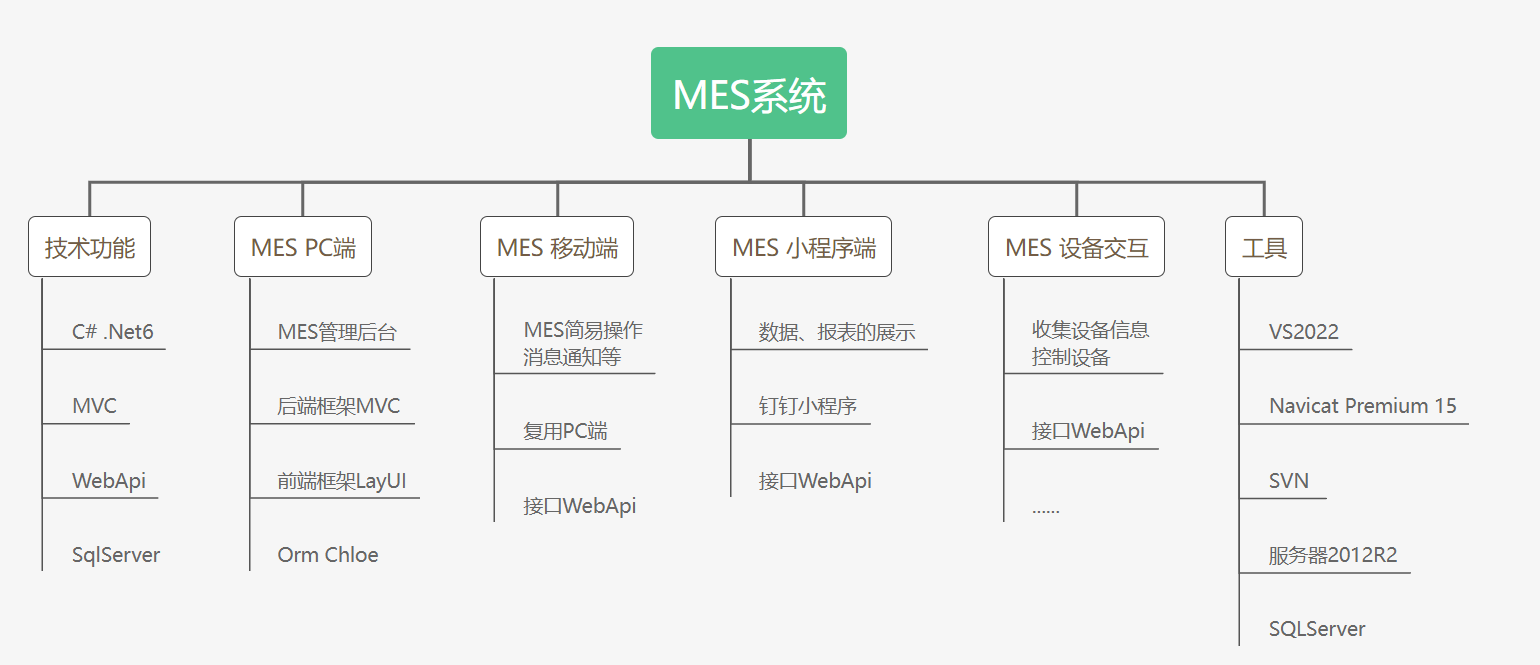 MES系统
技术功能
C# .Net6
MVC
WebApi
SqlServer
MES PC端
MES管理后台
后端框架MVC
前端框架LayUI
Orm Chloe
MES 移动端
MES简易操作
消息通知等
复用PC端
接口WebApi
MES 小程序端
数据、报表的展示
钉钉小程序
接口WebApi
MES 设备交互
收集设备信息
控制设备
接口WebApi
......
工具
VS2022
Navicat Premium 15
SVN
服务器2012R2
SQLServer